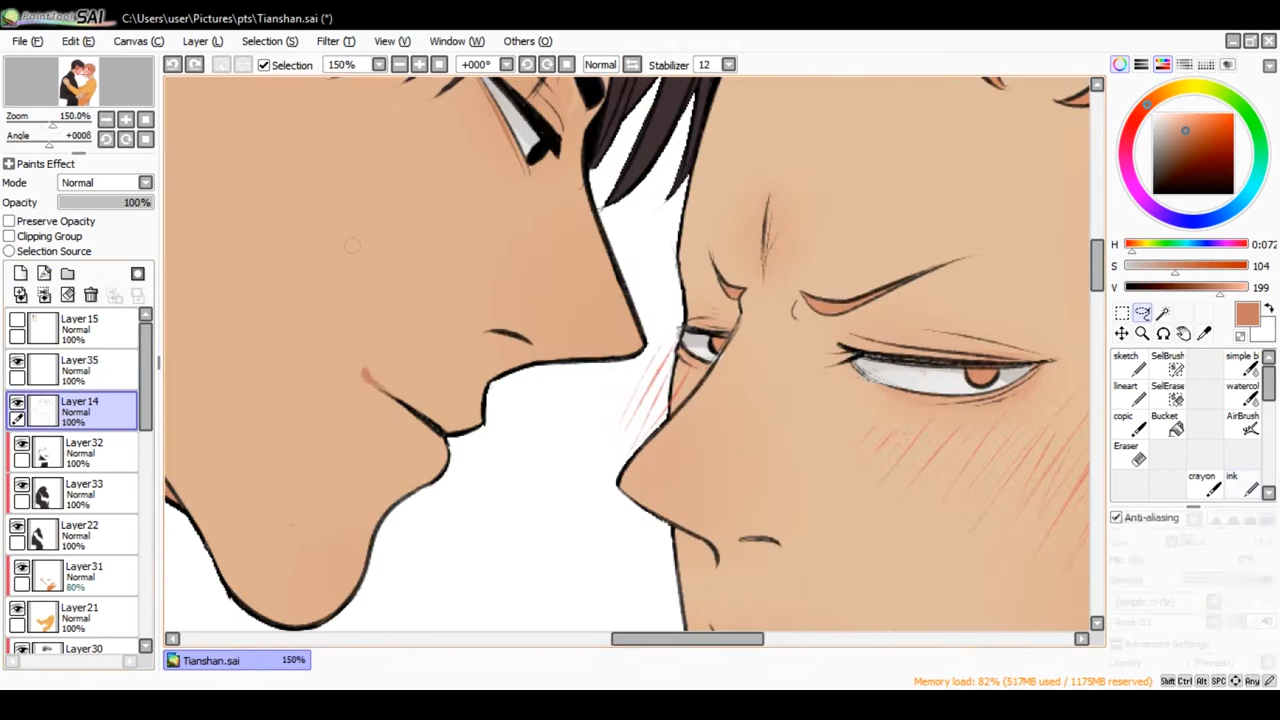 PaintTool SAI C:\Users\user\Pictures\pts\Tianshan.sai (*)
File (F) Edit (E) Canvas (C) Layer (L) Selection (S) Filter (T) View (V) Window (W) Others (O)
Selection 150% +000° Normal Stabilizer 12
Zoom 150.0%
Angle
Paints Effect
Mode Normal
Opacity 100%
Preserve Opacity
Clipping Group
Selection Source
Layer15
Normal
Layer35
Normal
100%
Layer14
Normal
100%
Layer32
Normal
100%
Layer33
Normal
100%
Layer22
Normal
100%
Layer31
Normal
80%
Layer21
Normal
100%
Layer30
Normal
H 0:072
S 104
V 199
sketch SelBrush simple b
lineart SelErase watercol
copic Bucket AirBrush
Eraser
crayon ink
Anti-aliasing
40
Advanced Settings
Tianshan.sai 150%
Memory load: 82% (517MB used / 1175MB reserved) Shift Ctrl Alt SPC Any